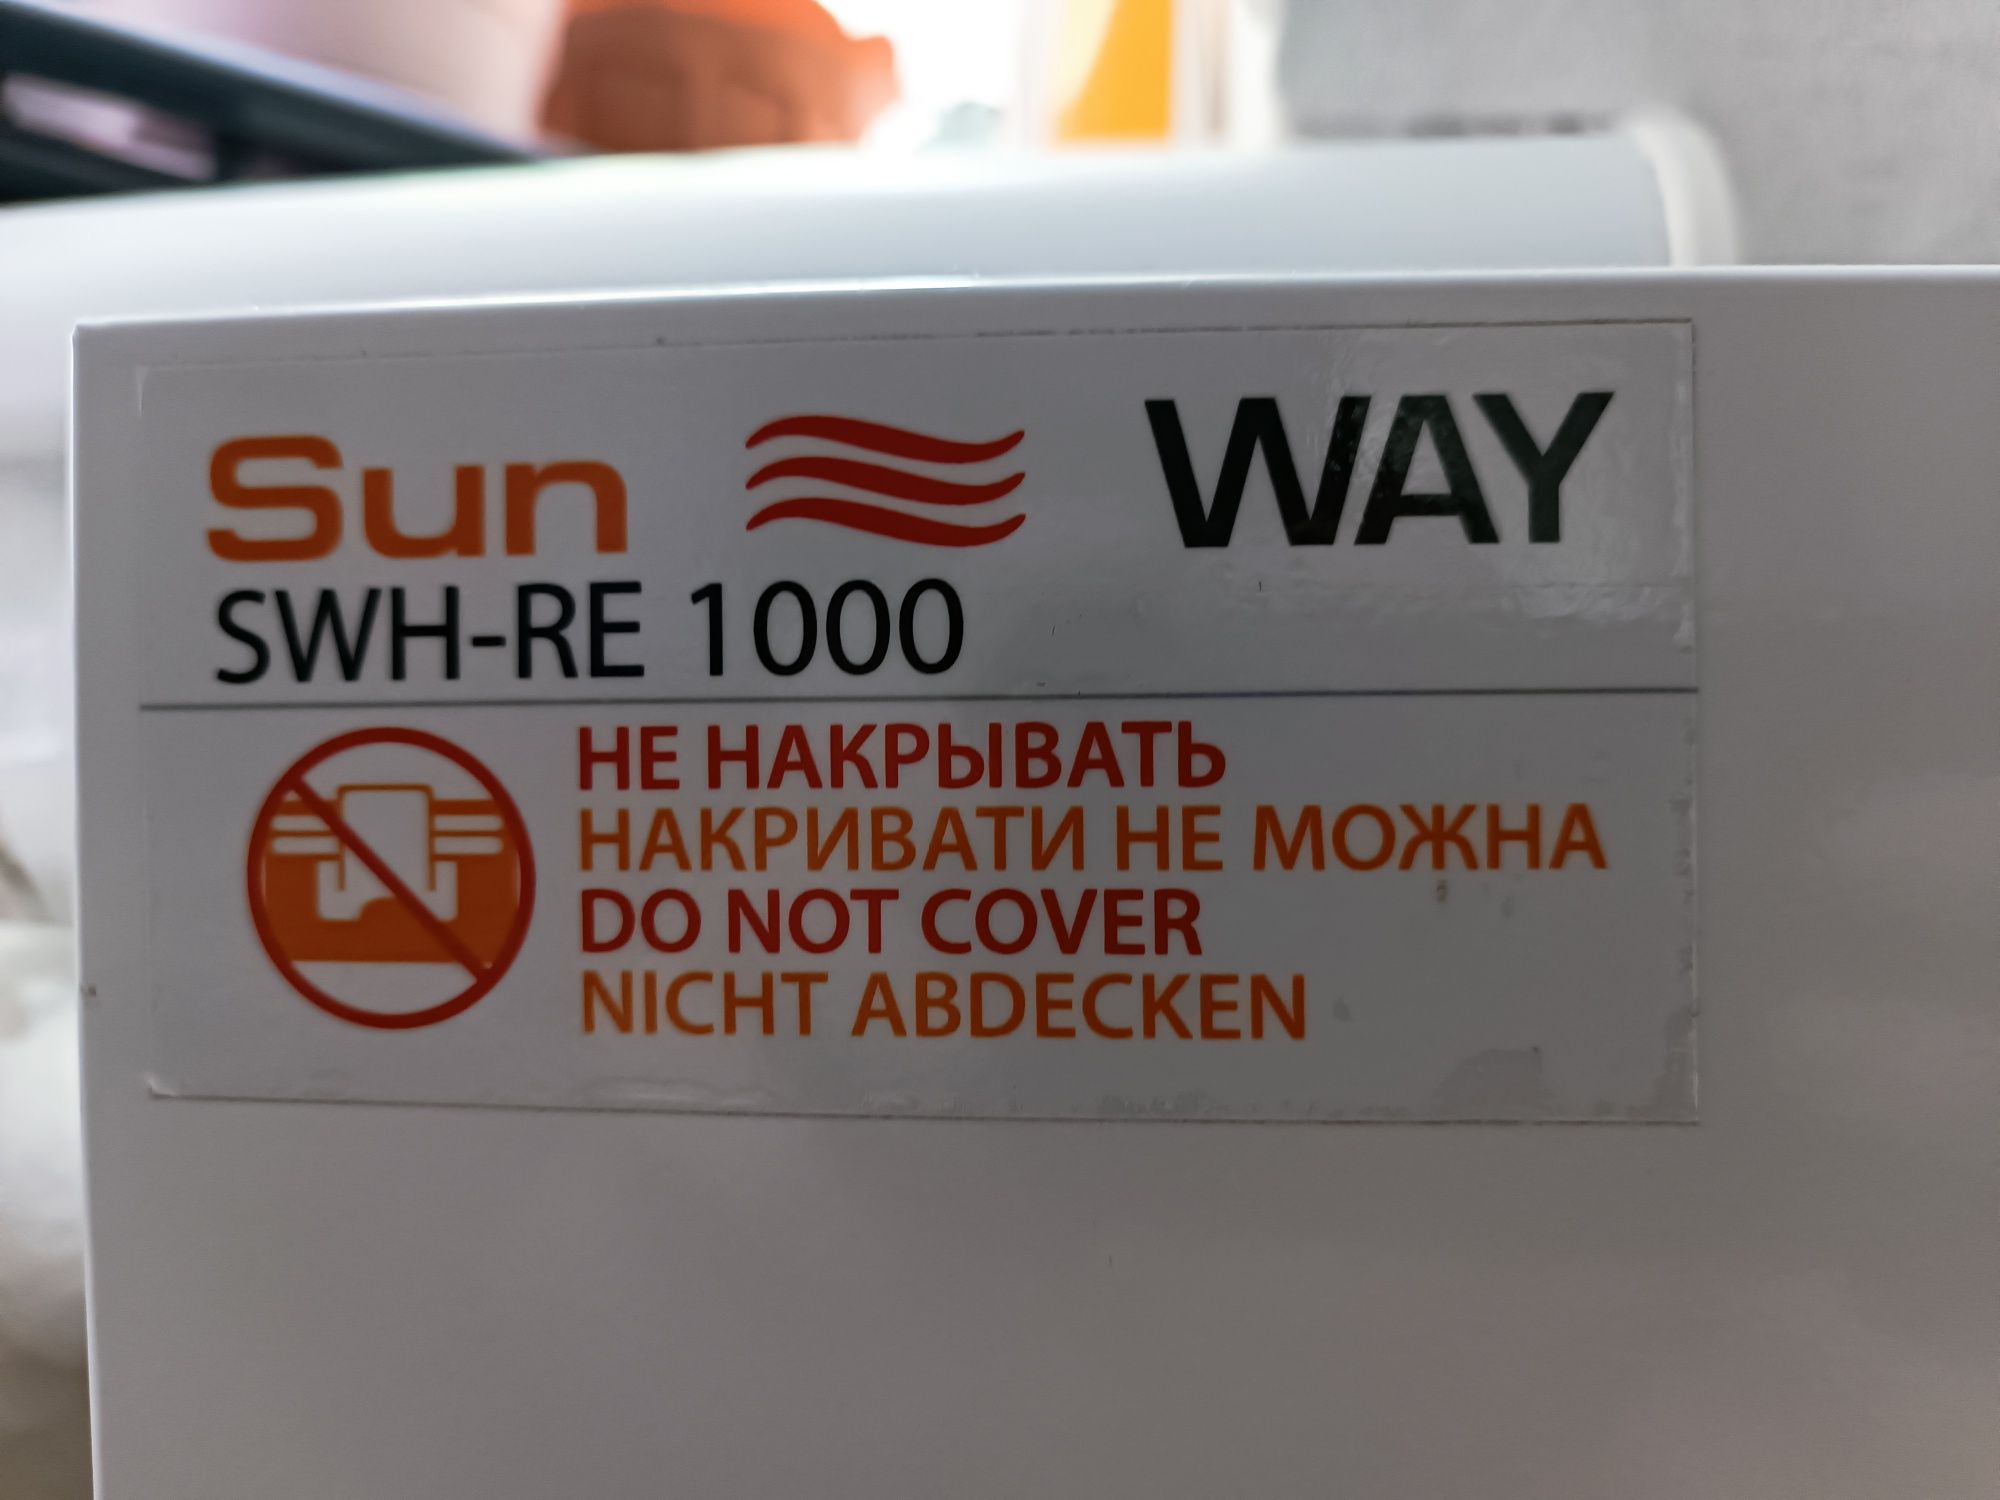 Sun WAY
SWH-RE 1000
НЕ НАКРЫВАТЬ
НАКРИВАТИ НЕ МОЖНА
DO NOT COVER
NICHT ABDECKEN